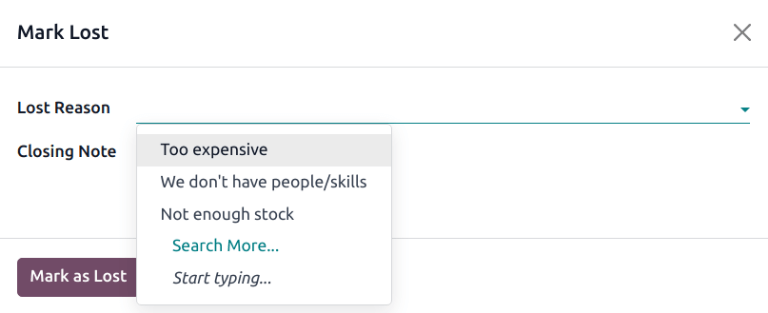 Mark Lost
Lost Reason
Too expensive
Closing Note
We don't have people/skills
Not enough stock
Search More...
Start typing...
Mark as Lost